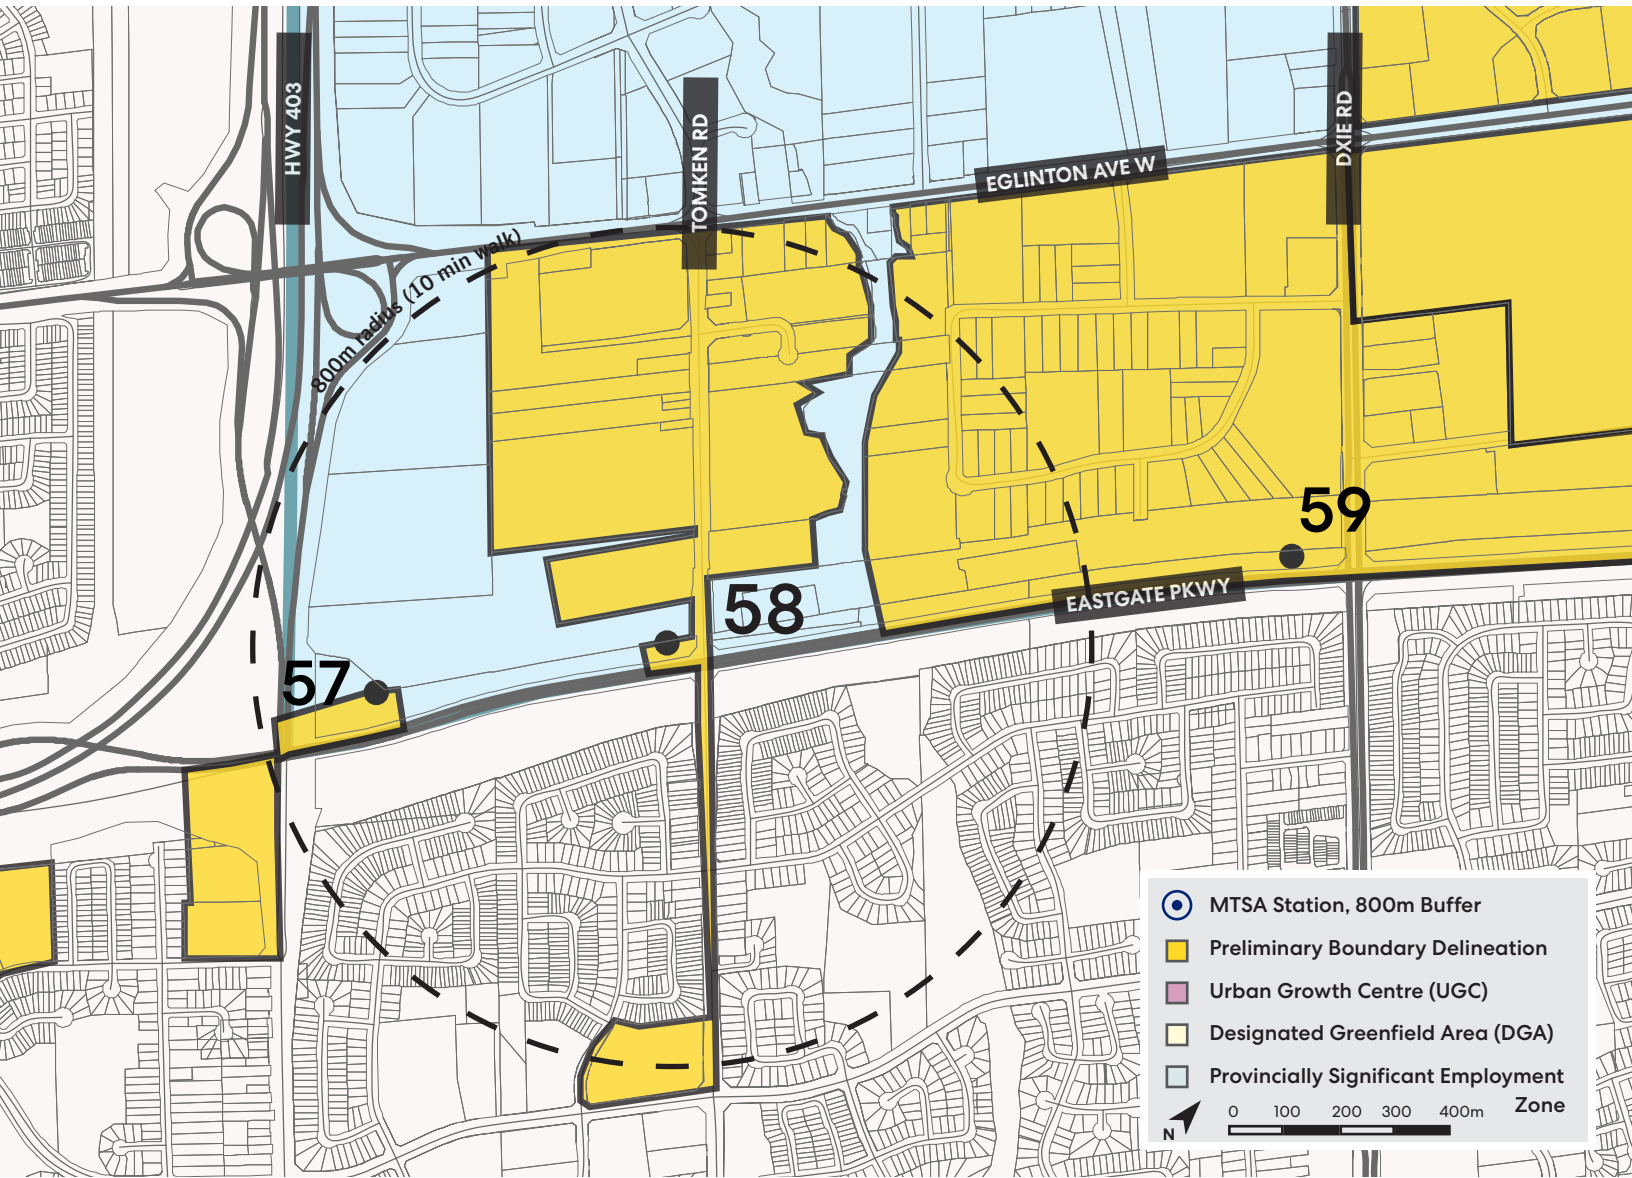 HWY 403
TOMKEN RD
EGLINTON AVE W
DXIE RD
800m radius (10 min walk)
59
58
EASTGATE PKWY
57
MTSA Station, 800m Buffer
Preliminary Boundary Delineation
Urban Growth Centre (UGC)
Designated Greenfield Area (DGA)
Provincially Significant Employment
Zone
N
0 100 200 300 400m